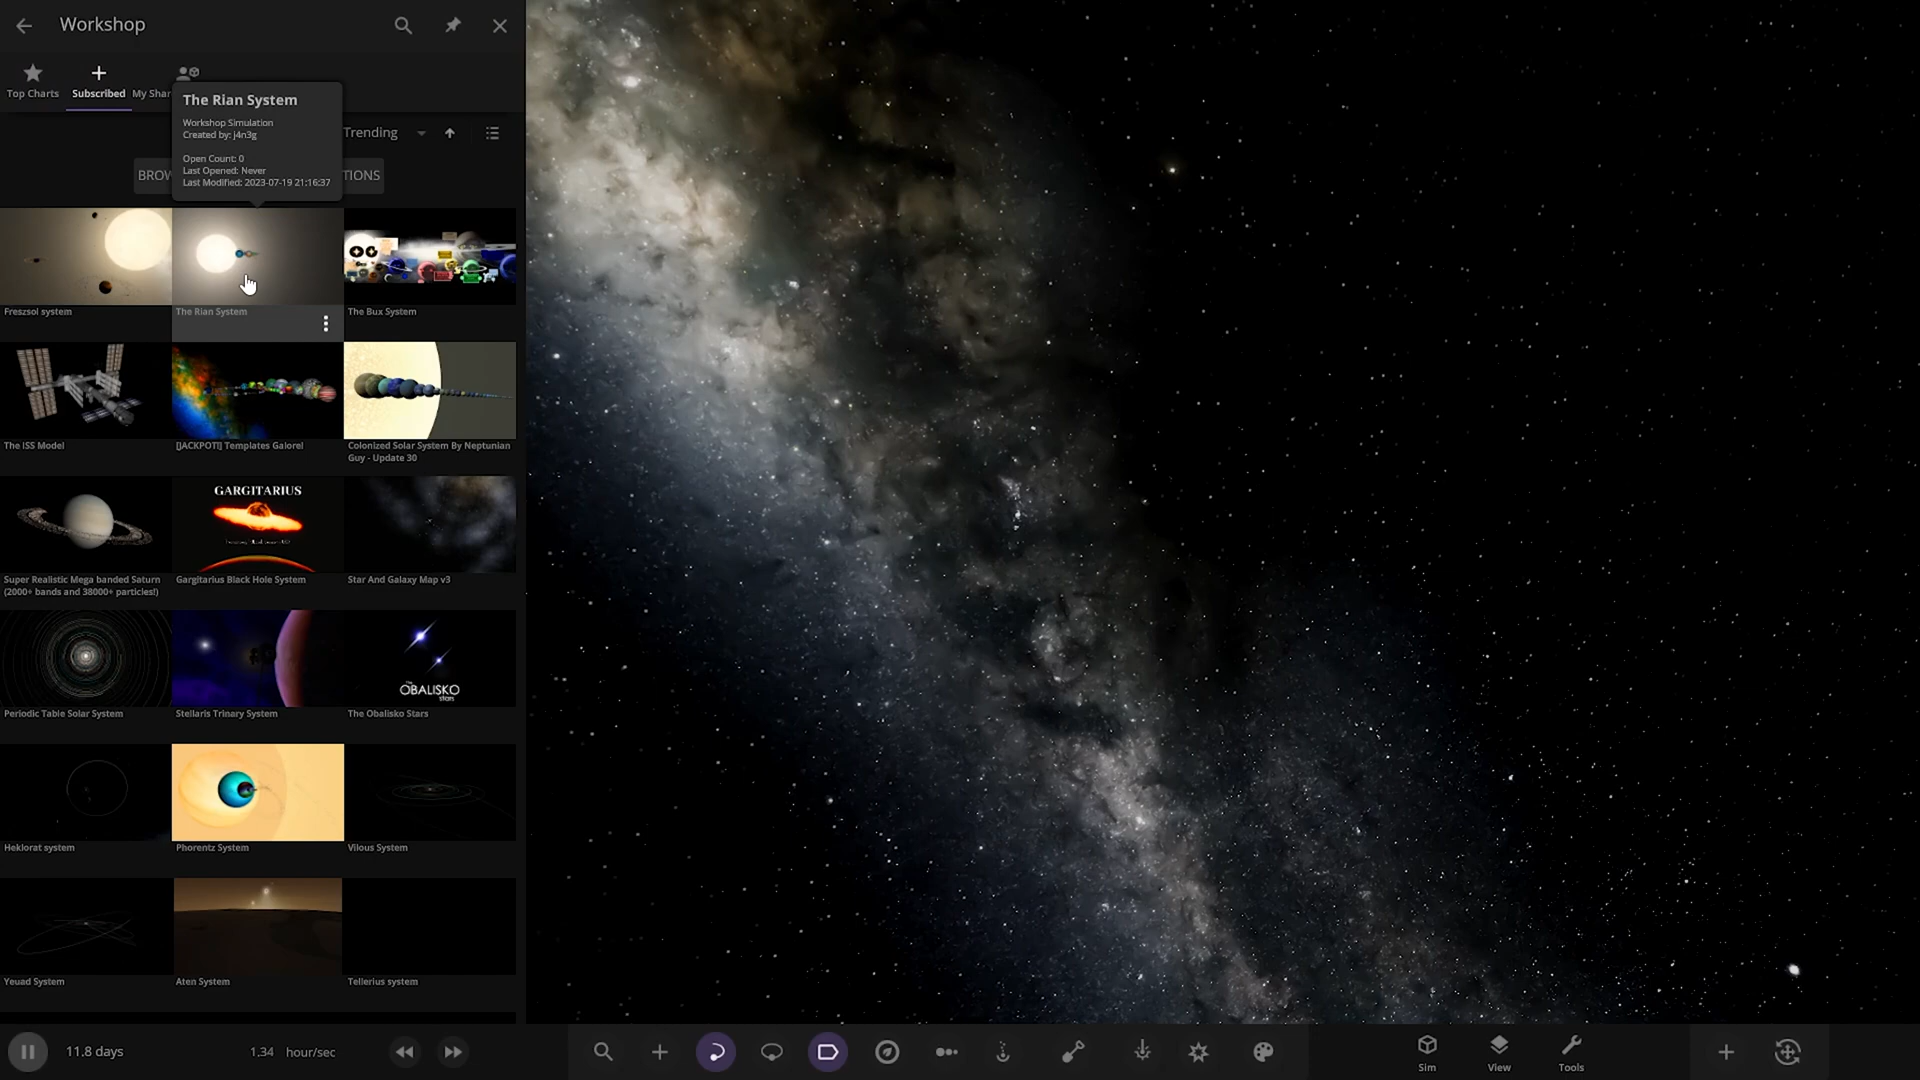 Workshop
Top Charts
Subscribed
My Shar
The Rian System
Workshop Simulation
Created by: j4n3g
Open Count: 0
Last Opened: Never
Last Modified: 2023-07-19 21:16:37
Trending
BROW
TIONS
Freszsol system
The Rian System
The Bux System
The ISS Model
[JACKPOT!] Templates Galore!
Colonized Solar System By Neptunian
Guy - Update 30
GARGITARIUS
Super Realistic Mega banded Saturn
(2000+ bands and 38000+ particles!)
Gargitarius Black Hole System
Star And Galaxy Map v3
The
OBALISKO
stars
Periodic Table Solar System
Stellaris Trinary System
The Obalisko Stars
Heklorat system
Phorentz System
Vilous System
Yeuad System
Aten System
Tellerius system
11.8 days
1.34
hour/sec
Sim
View
Tools